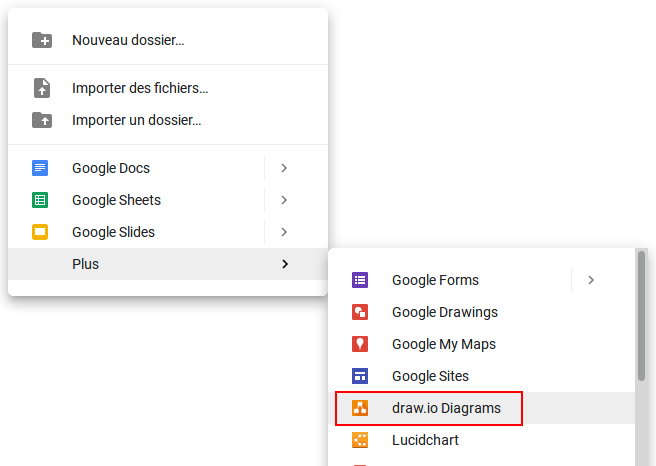 Nouveau dossier...
Importer des fichiers...
Importer un dossier...
Google Docs
Google Sheets
Google Slides
Plus
Google Forms
Google Drawings
Google My Maps
Google Sites
draw.io Diagrams
Lucidchart